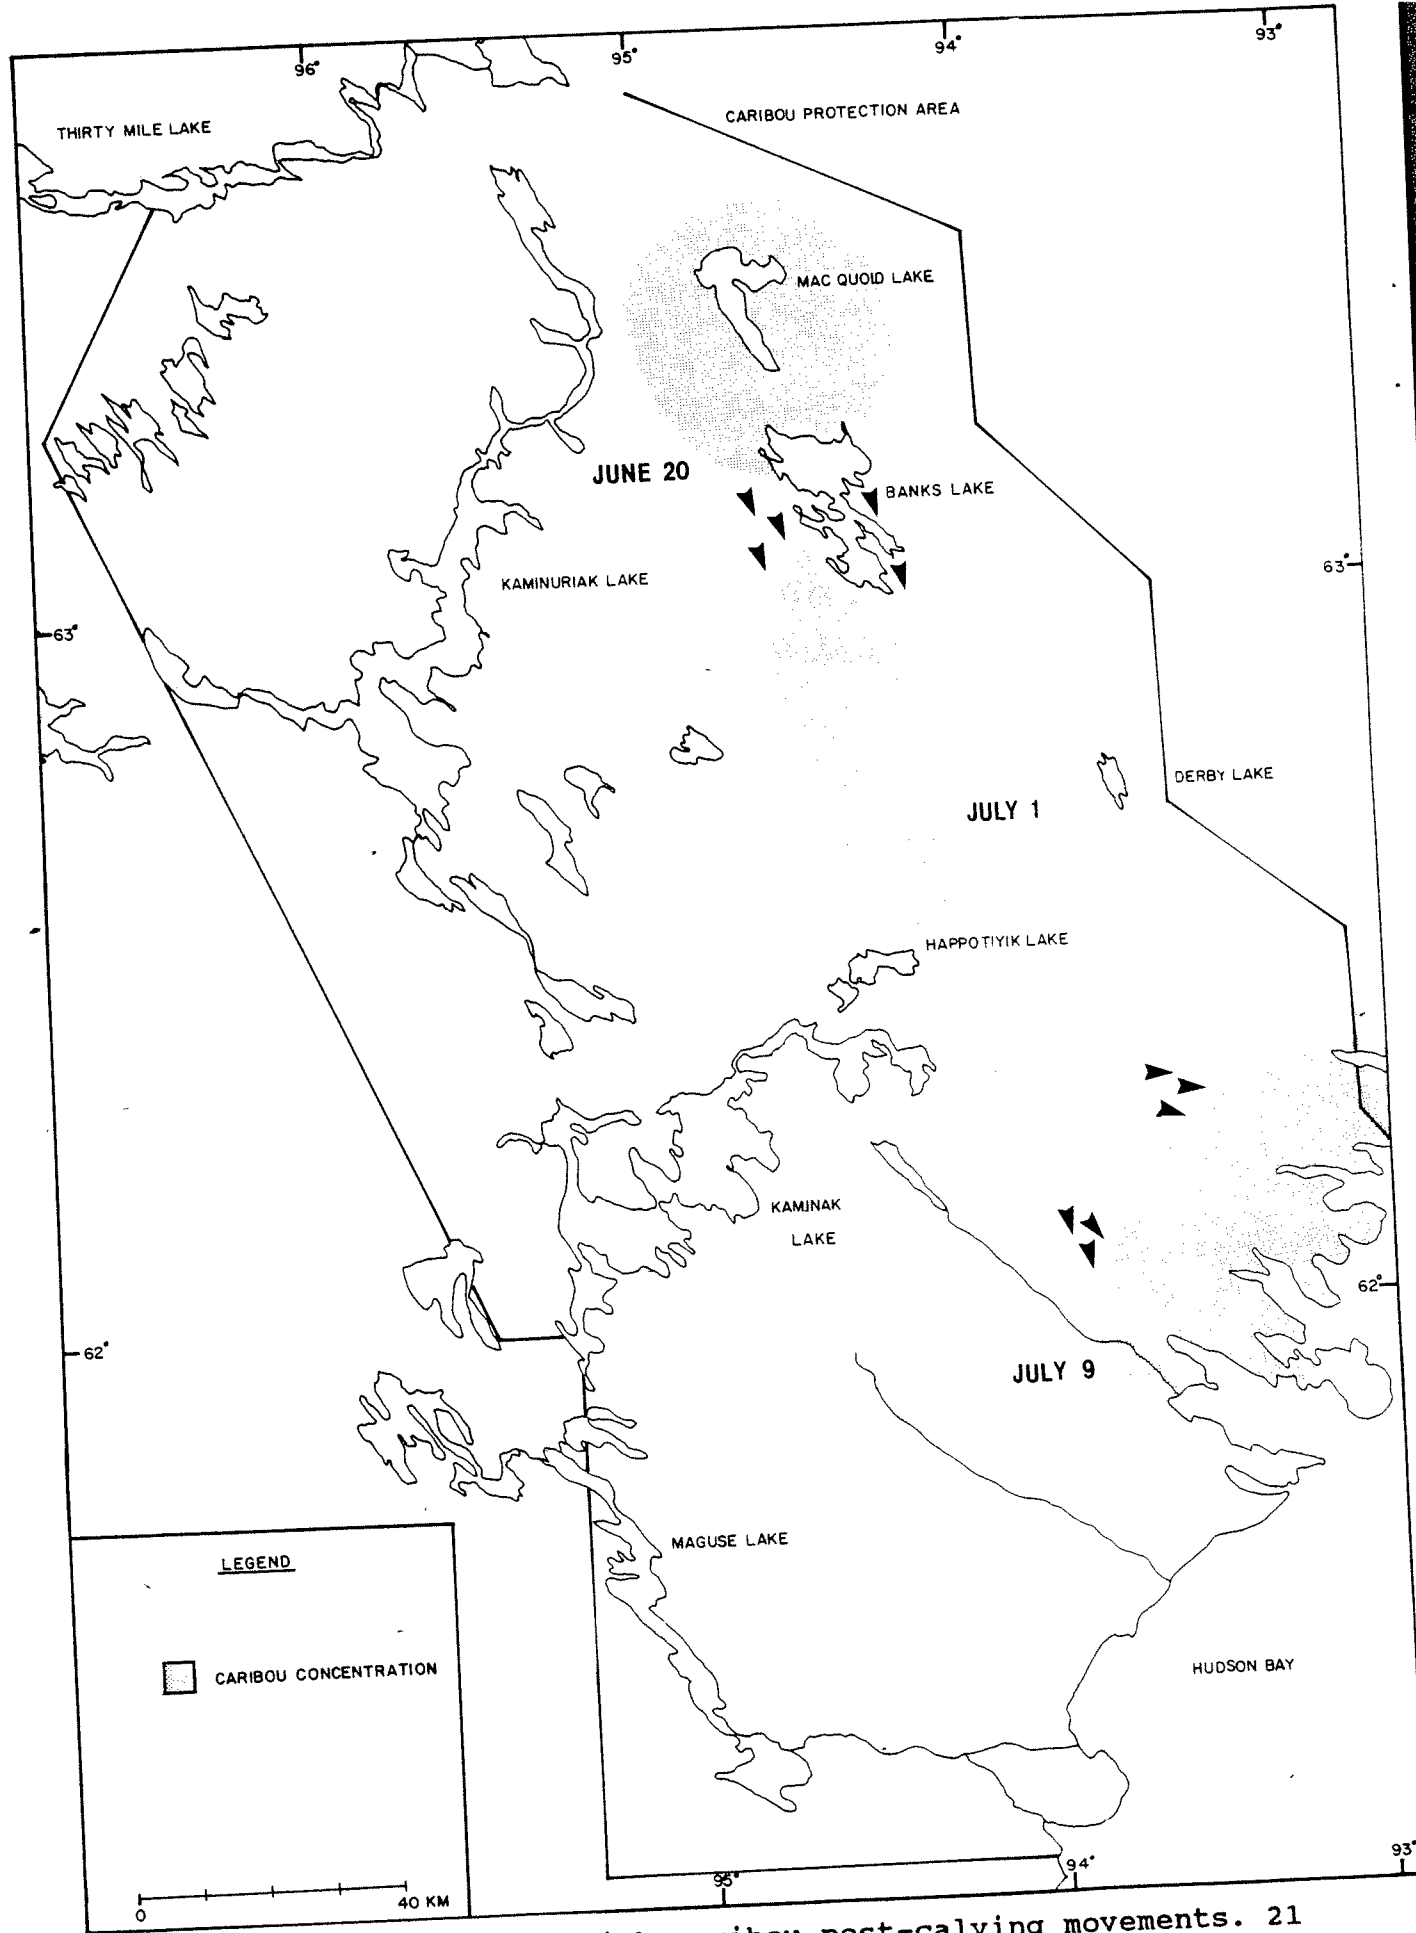 96°
95°
94°
93°
THIRTY MILE LAKE
CARIBOU PROTECTION AREA
MAC QUOID LAKE
JUNE 20
BANKS LAKE
KAMINURIAK LAKE
63°
63°
DERBY LAKE
JULY 1
HAPPOTIYIK LAKE
KAMINAK
LAKE
62°
62°
JULY 9
MAGUSE LAKE
LEGEND
CARIBOU CONCENTRATION
HUDSON BAY
0
40 KM
95°
94°
93°
post-calving movements. 21